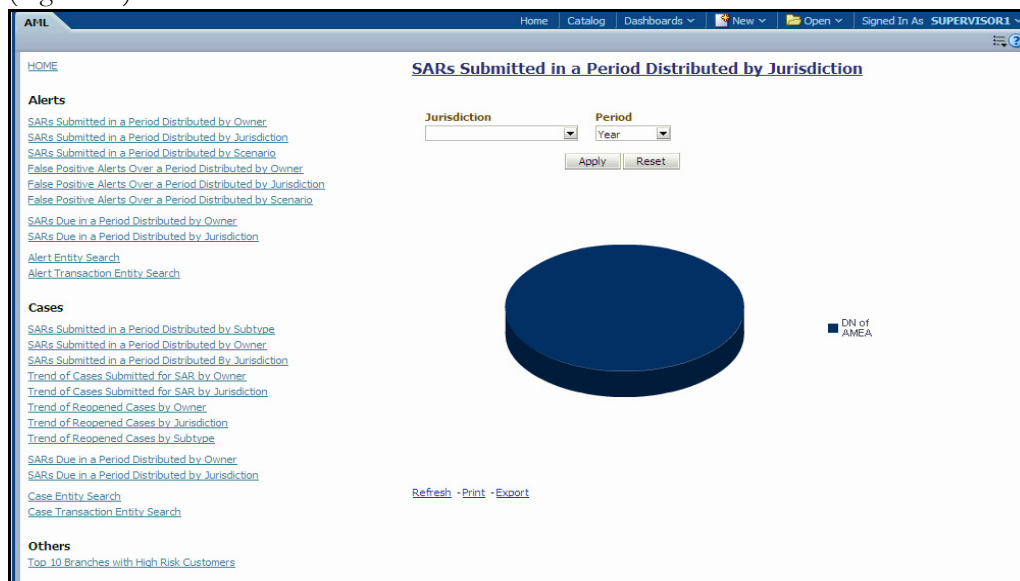 AML
Home Catalog Dashboards New Open Signed In As SUPERVISOR1
HOME
Alerts
SARs Submitted in a Period Distributed by Owner
SARs Submitted in a Period Distributed by Jurisdiction
SARs Submitted in a Period Distributed by Scenario
False Positive Alerts Over a Period Distributed by Owner
False Positive Alerts Over a Period Distributed by Jurisdiction
False Positive Alerts Over a Period Distributed by Scenario
SARs Due in a Period Distributed by Owner
SARs Due in a Period Distributed by Jurisdiction
Alert Entity Search
Alert Transaction Entity Search
Cases
SARs Submitted in a Period Distributed by Subtype
SARs Submitted in a Period Distributed by Owner
SARs Submitted in a Period Distributed By Jurisdiction
Trend of Cases Submitted for SAR by Owner
Trend of Cases Submitted for SAR by Jurisdiction
Trend of Reopened Cases by Owner
Trend of Reopened Cases by Jurisdiction
Trend of Reopened Cases by Subtype
SARs Due in a Period Distributed by Owner
SARs Due in a Period Distributed by Jurisdiction
Case Entity Search
Case Transaction Entity Search
Others
Top 10 Branches with High Risk Customers
SARs Submitted in a Period Distributed by Jurisdiction
Jurisdiction Period
Year
Apply Reset
DN of
AMEA
Refresh - Print - Export